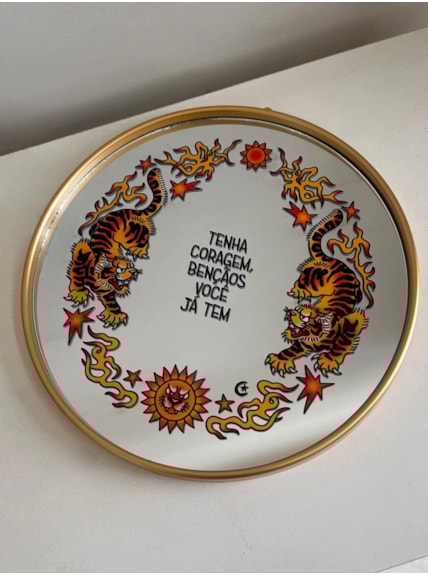 TENHA
CORAGEM,
BENÇÃOS
VOCÊ
JÁ TEM